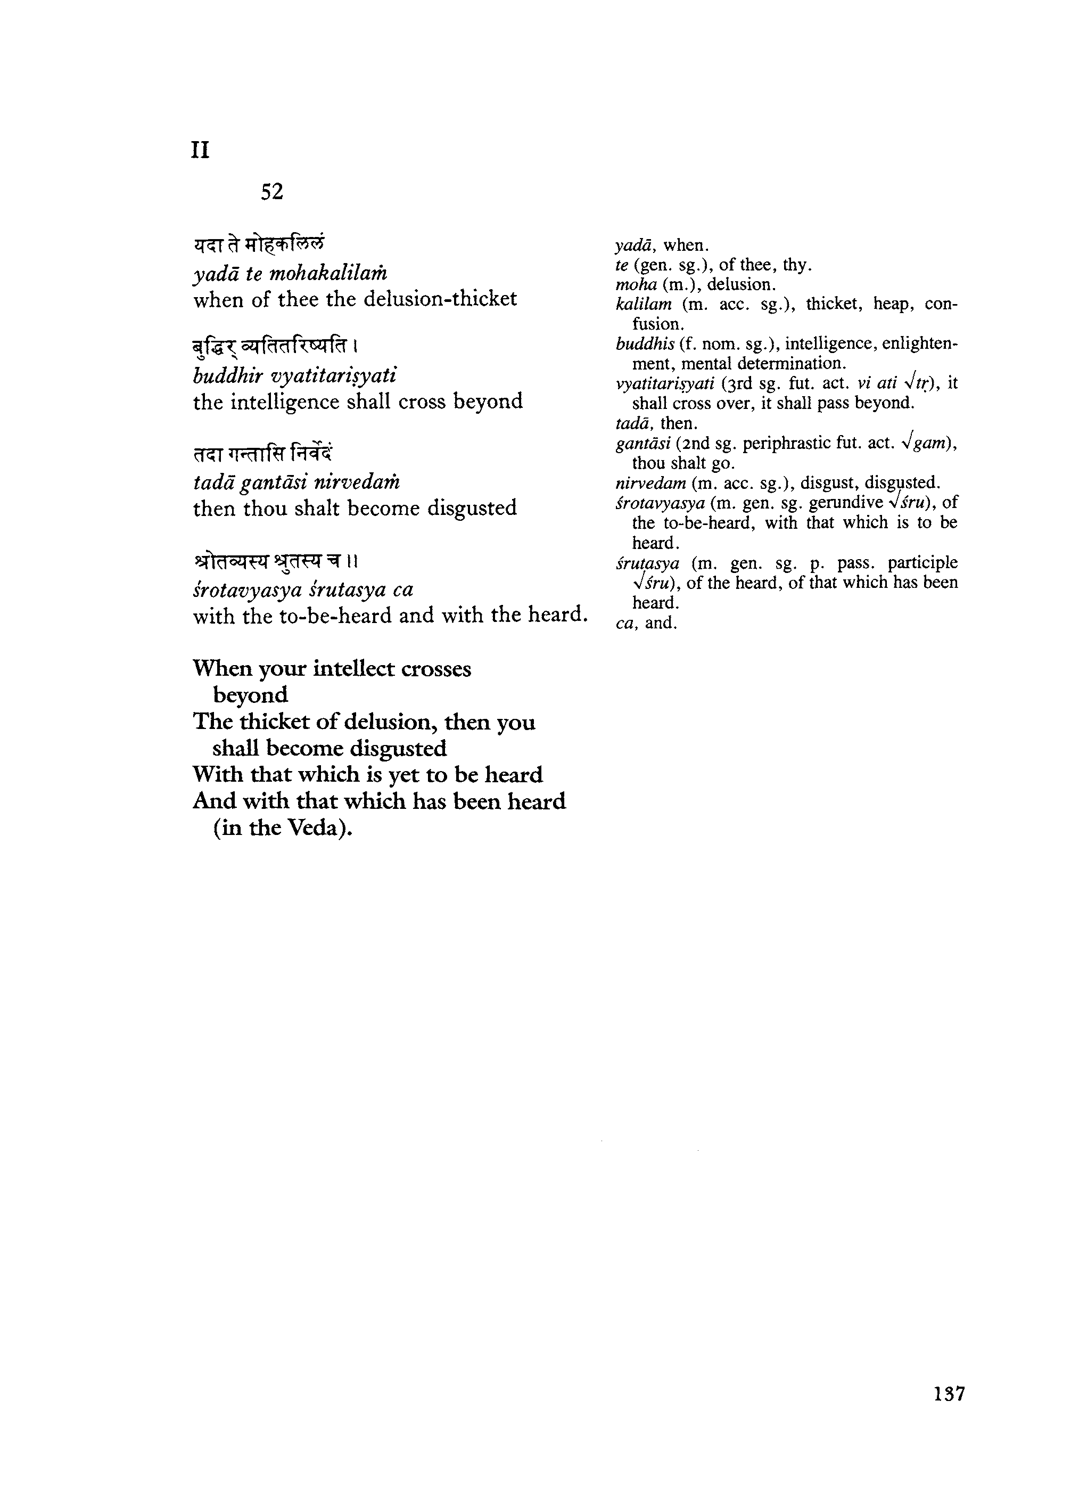 II
52
यदा ते मोहकलिलं
yadā te mohakalilaṁ
when of thee the delusion-thicket
बुद्धिर् व्यतितरिष्यति ।
buddhir vyatitariṣyati
the intelligence shall cross beyond
तदा गन्तासि निर्वेदं
tadā gantāsi nirvedaṁ
then thou shalt become disgusted
श्रोतव्यस्य श्रुतस्य च ॥
śrotavyasya śrutasya ca
with the to-be-heard and with the heard.
When your intellect crosses
beyond
The thicket of delusion, then you
shall become disgusted
With that which is yet to be heard
And with that which has been heard
(in the Veda).
yadā, when.
te (gen. sg.), of thee, thy.
moha (m.), delusion.
kalilam (m. acc. sg.), thicket, heap, con-
fusion.
buddhis (f. nom. sg.), intelligence, enlighten-
ment, mental determination.
vyatitariṣyati (3rd sg. fut. act. vi ati √tṛ), it
shall cross over, it shall pass beyond.
tadā, then.
gantāsi (2nd sg. periphrastic fut. act. √gam),
thou shalt go.
nirvedam (m. acc. sg.), disgust, disgusted.
śrotavyasya (m. gen. sg. gerundive √śru), of
the to-be-heard, with that which is to be
heard.
śrutasya (m. gen. sg. p. pass. participle
√śru), of the heard, of that which has been
heard.
ca, and.
137